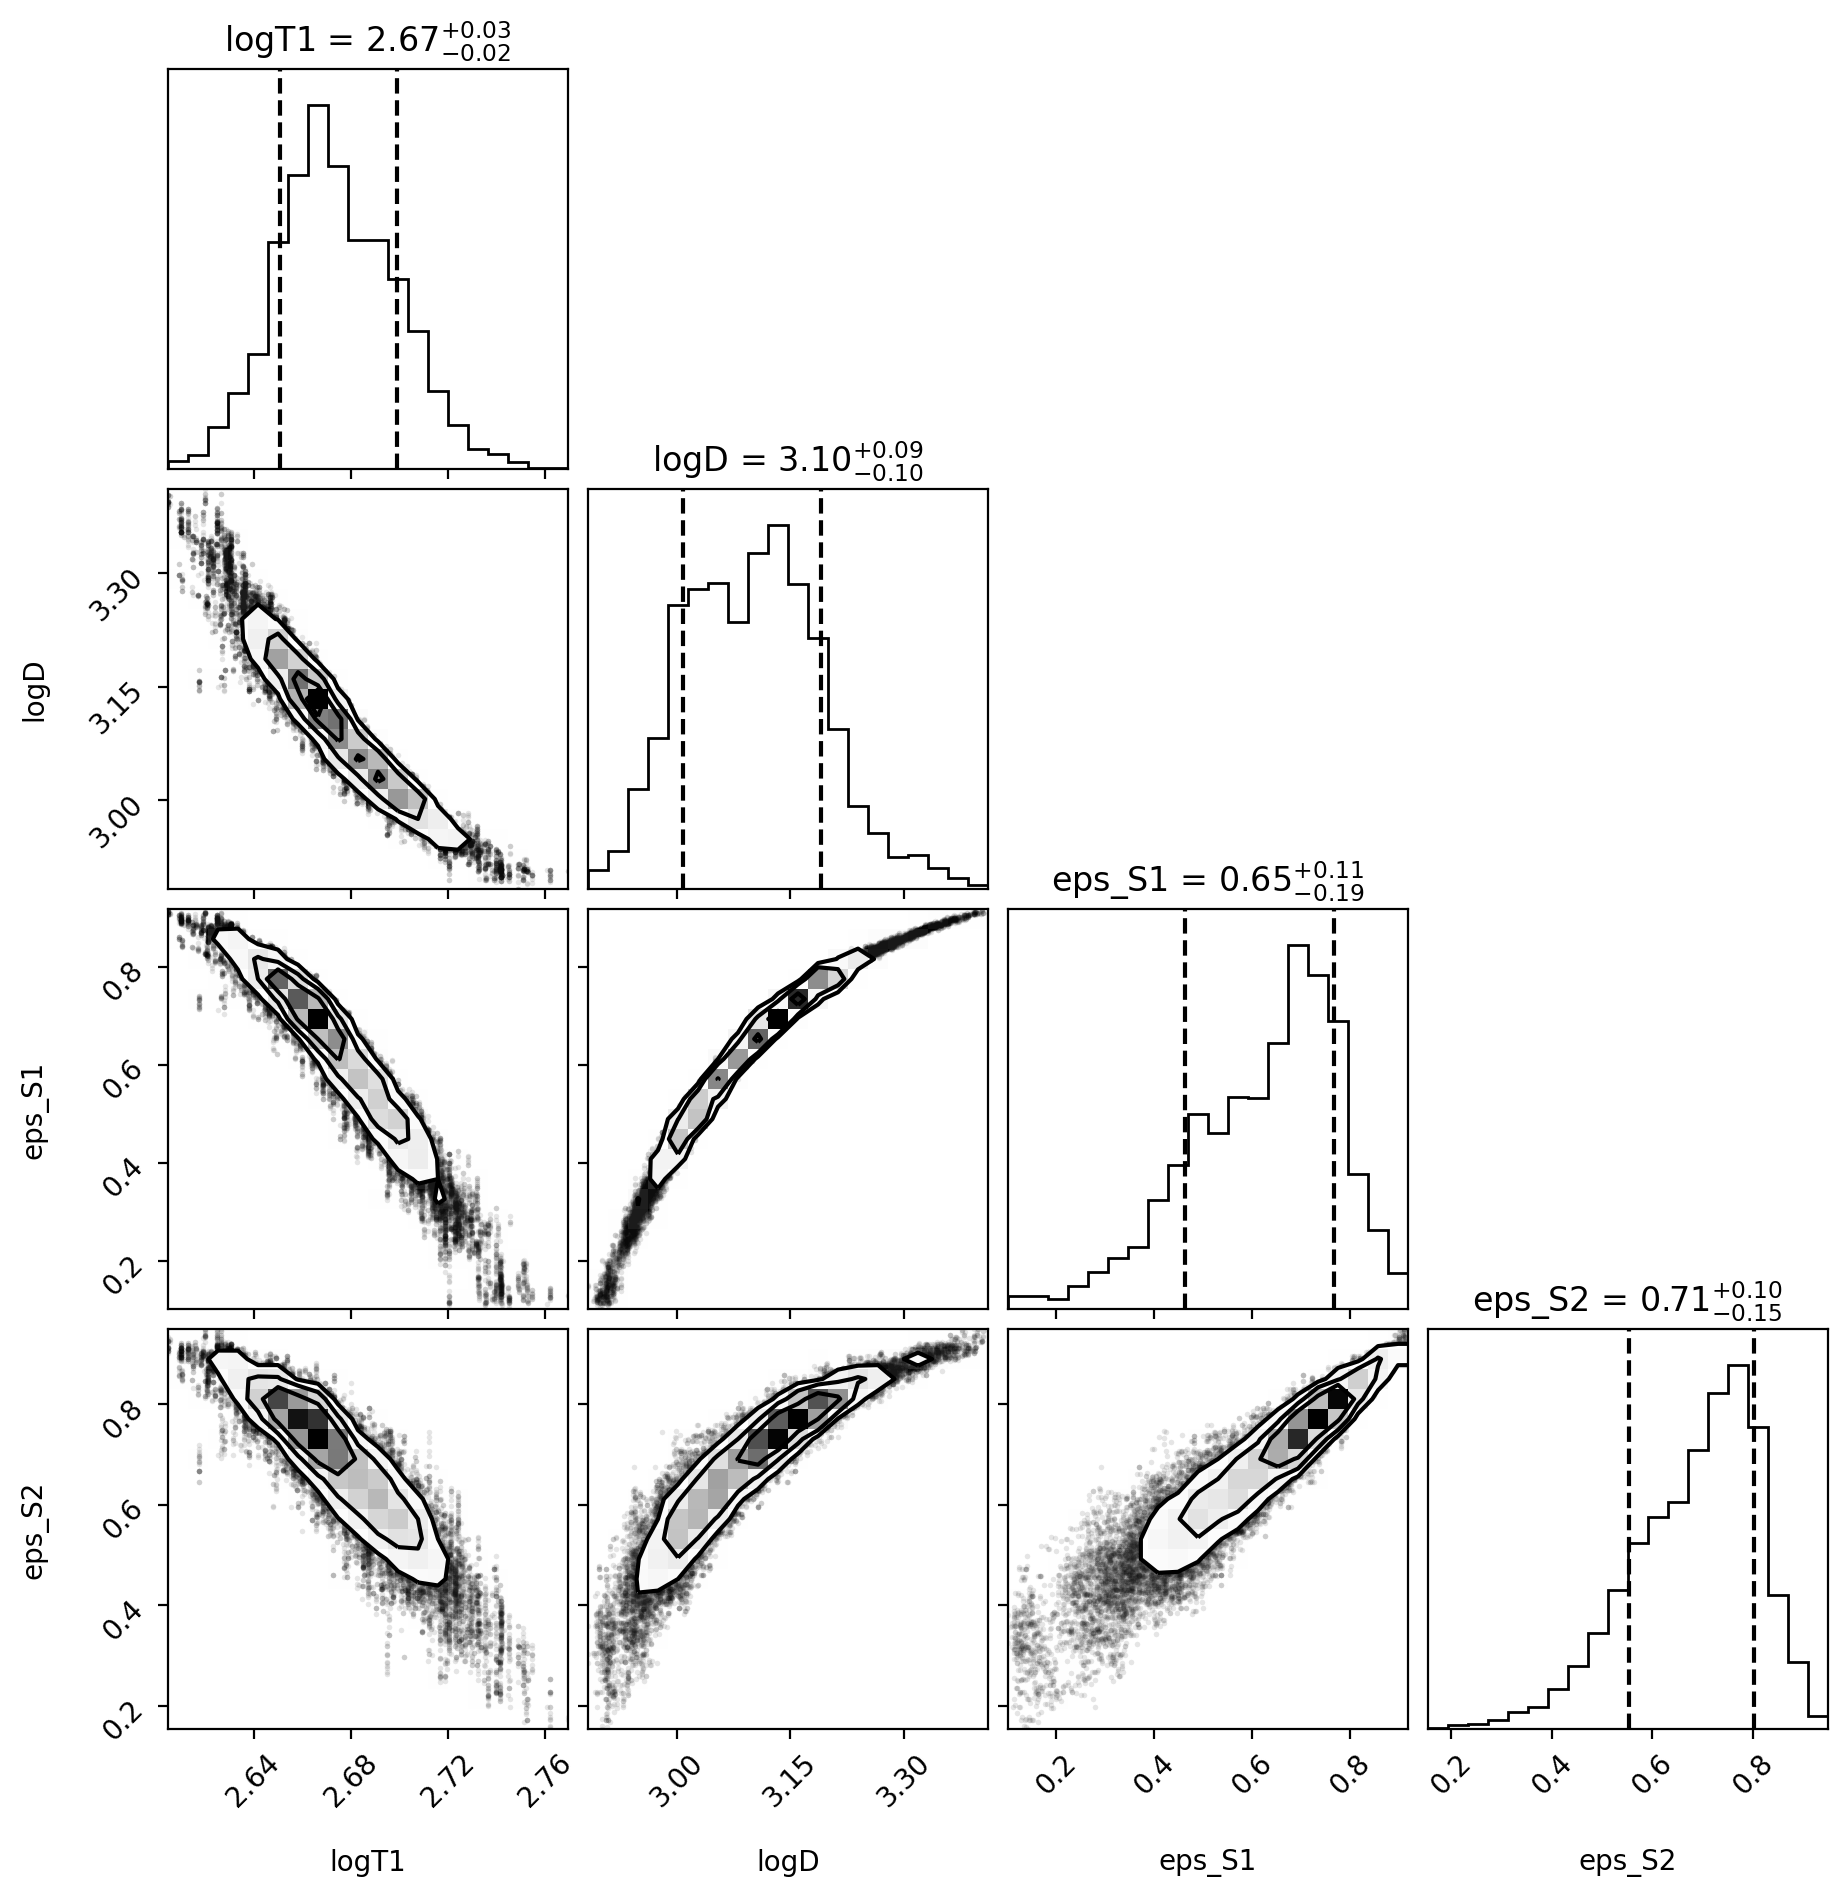 logT1 = 2.67+0.03−0.02
logD = 3.10+0.09−0.10
3.30
3.15
3.00
logD
eps_S1 = 0.65+0.11−0.19
0.8
0.6
0.4
0.2
eps_S1
eps_S2 = 0.71+0.10−0.15
0.8
0.6
0.4
0.2
eps_S2
2.64 2.68 2.72 2.76
3.00 3.15 3.30
0.2 0.4 0.6 0.8
0.2 0.4 0.6 0.8
logT1 logD eps_S1 eps_S2